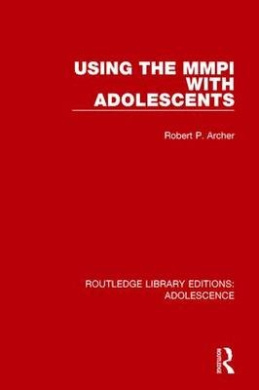 USING THE MMPI
WITH
ADOLESCENTS
Robert P. Archer
ROUTLEDGE LIBRARY EDITIONS:
ADOLESCENCE
ROUTLEDGE